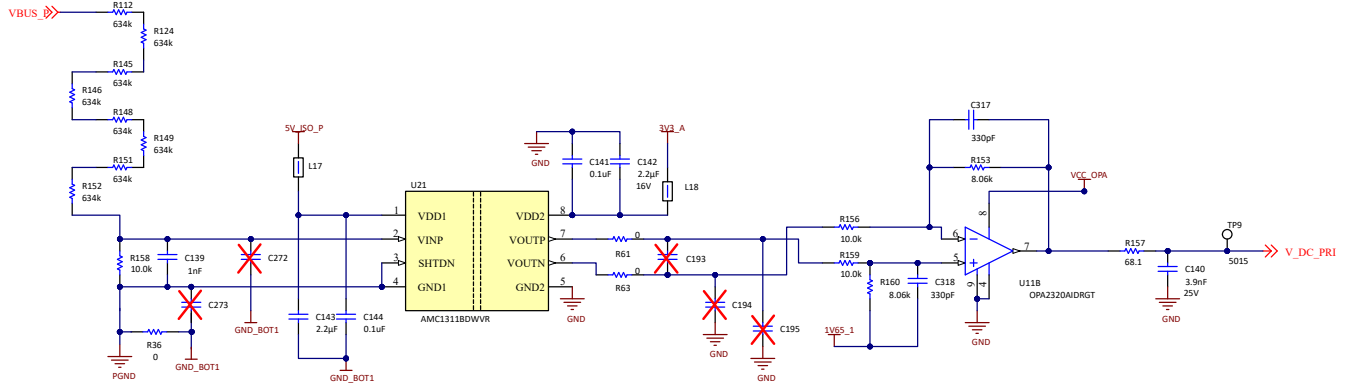 VBUS_P
R112
634k
R124
634k
R145
634k
R146
634k
R148
634k
R149
634k
R151
634k
R152
634k
R158
10.0k
C139
1nF
C272
C273
R36
0
PGND
GND_BOT1
GND_BOT1
5V_ISO_P
L17
C143
2.2µF
C144
0.1uF
GND_BOT1
U21
1
VDD1
2
VINP
3
SHTDN
4
GND1
VDD2
8
VOUTP
7
VOUTN
6
GND2
5
AMC1311BDWVR
GND
GND
C141
0.1uF
C142
2.2µF
16V
3V3_A
L18
R61
0
R63
0
C193
C194
GND
C195
GND
R156
10.0k
R159
10.0k
R160
8.06k
C318
330pF
1V65_1
C317
330pF
R153
8.06k
VCC_OPA
8
6
5
7
9
4
U11B
OPA2320AIDRGT
GND
R157
68.1
C140
3.9nF
25V
GND
TP9
5015
V_DC_PRI